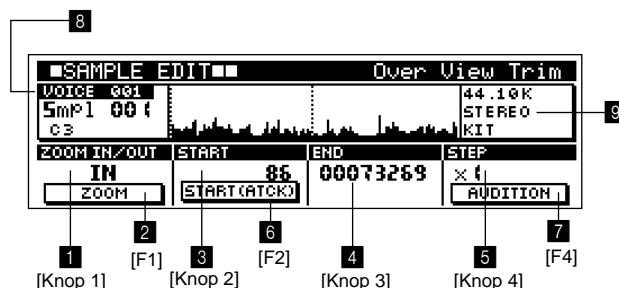 8
■SAMPLE EDIT■■ Over View Trim
VOICE 001
Smpl 001
C3
44.10K
STEREO
KIT
9
ZOOM IN/OUT START END STEP
IN 86 00073269 ×1
ZOOM START(ATCK) AUDITION
1 2 3 6 4 5 7
[F1] [F2] [F4]
[Knop 1] [Knop 2] [Knop 3] [Knop 4]